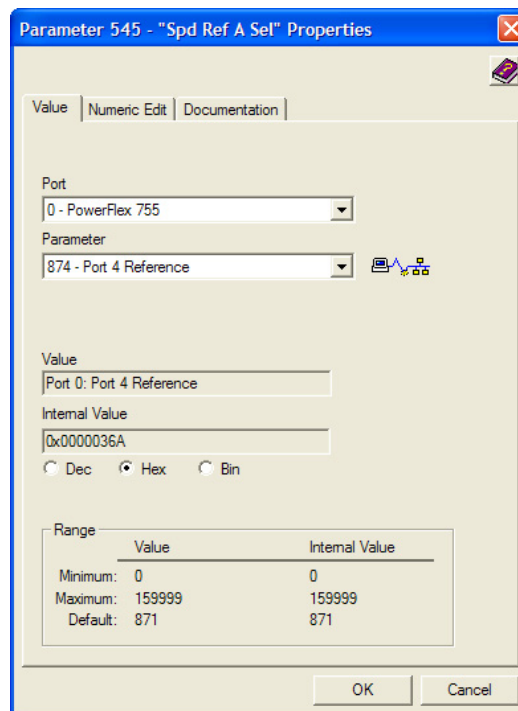 Parameter 545 - "Spd Ref A Sel" Properties
Value Numeric Edit Documentation
Port
0 - PowerFlex 755
Parameter
874 - Port 4 Reference
Value
Port 0: Port 4 Reference
Internal Value
0x0000036A
Dec Hex Bin
Range
Value Internal Value
Minimum: 0 0
Maximum: 159999 159999
Default: 871 871
OK Cancel